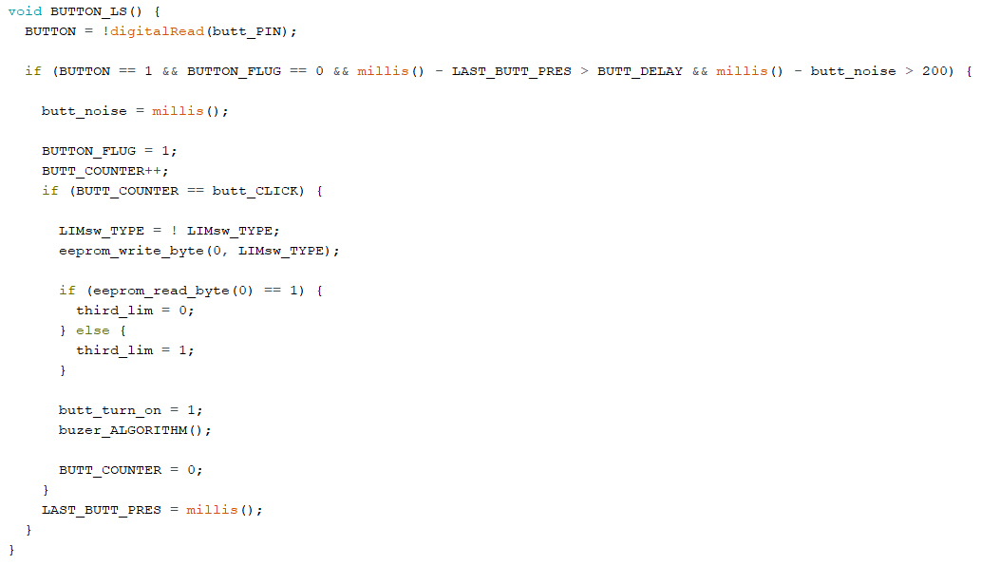 void BUTTON_LS() {
  BUTTON = !digitalRead(butt_PIN);
  if (BUTTON == 1 && BUTTON_FLUG == 0 && millis() - LAST_BUTT_PRES > BUTT_DELAY && millis() - butt_noise > 200) {
    butt_noise = millis();
    BUTTON_FLUG = 1;
    BUTT_COUNTER++;
    if (BUTT_COUNTER == butt_CLICK) {
      LIMsw_TYPE = ! LIMsw_TYPE;
      eeprom_write_byte(0, LIMsw_TYPE);
      if (eeprom_read_byte(0) == 1) {
        third_lim = 0;
      } else {
        third_lim = 1;
      }
      butt_turn_on = 1;
      buzer_ALGORITHM();
      BUTT_COUNTER = 0;
    }
    LAST_BUTT_PRES = millis();
  }
}